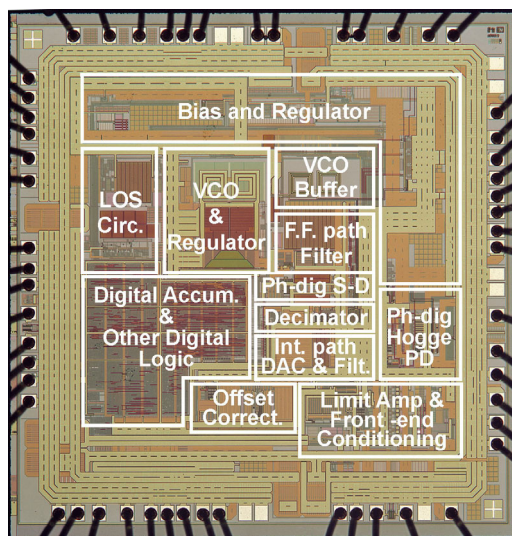 Bias and Regulator
LOS
Circ.
VCO
&
Regulator
VCO
Buffer
F.F. path
Filter
Ph-dig S-D
Decimator
Int. path
DAC & Filt.
Digital Accum.
&
Other Digital
Logic
Ph-dig
Hogge
PD
Offset
Correct.
Limit Amp &
Front -end
Conditioning